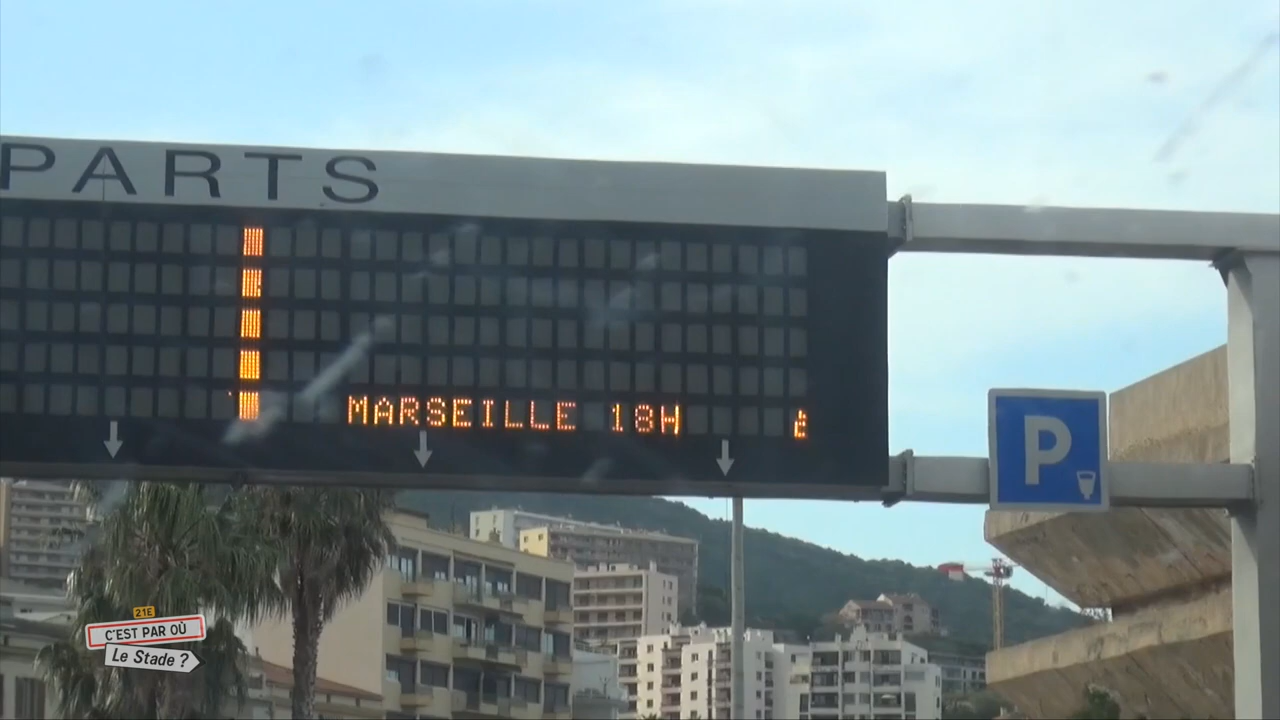 PARTS
MARSEILLE 18H
P
21E
C'EST PAR OÙ
Le Stade ?